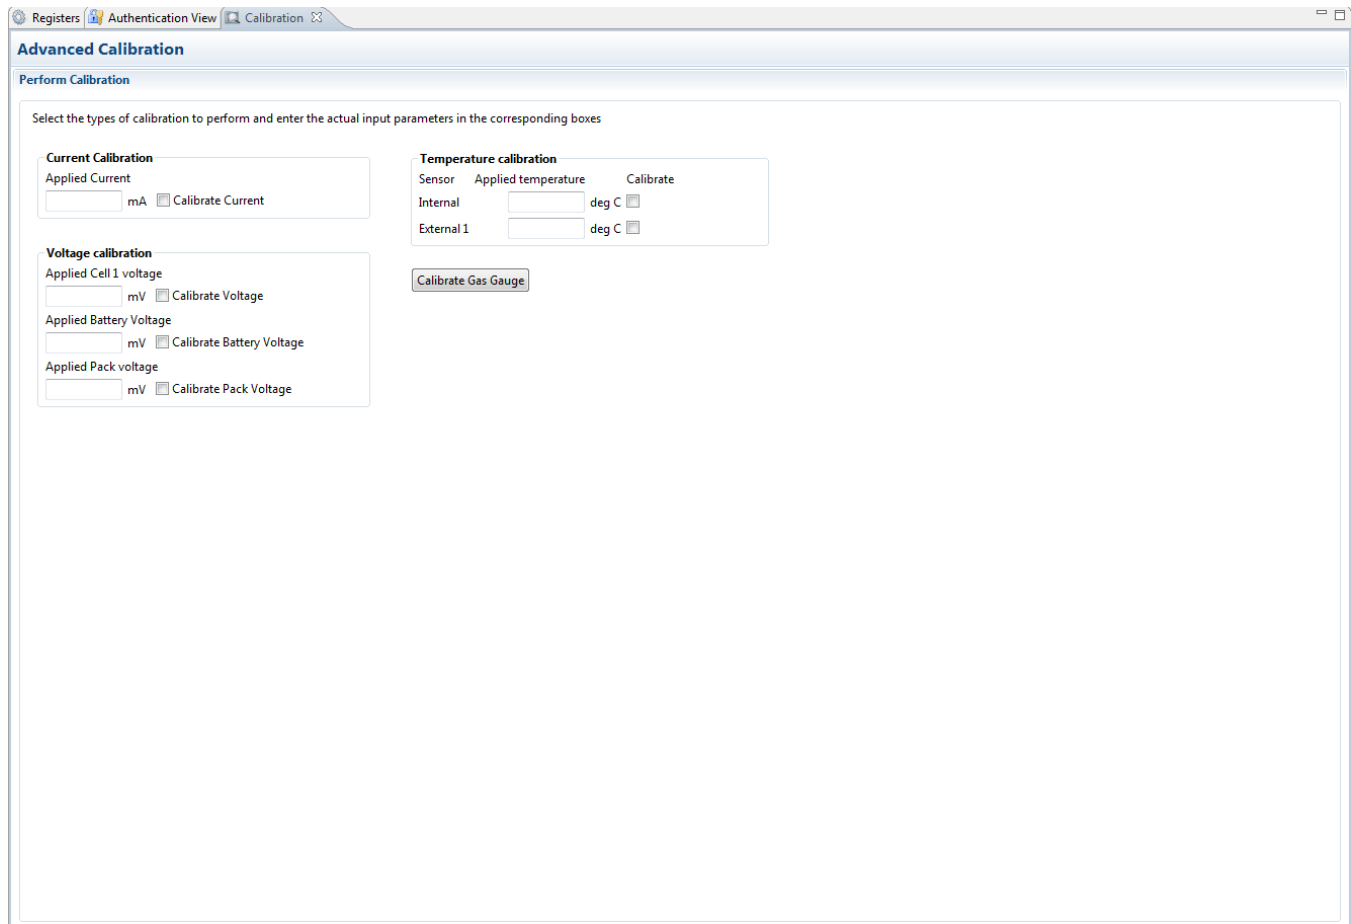 Registers Authentication View Calibration
Advanced Calibration
Perform Calibration
Select the types of calibration to perform and enter the actual input parameters in the corresponding boxes
Current Calibration
Applied Current
mA Calibrate Current
Voltage calibration
Applied Cell 1 voltage
mV Calibrate Voltage
Applied Battery Voltage
mV Calibrate Battery Voltage
Applied Pack voltage
mV Calibrate Pack Voltage
Temperature calibration
Sensor Applied temperature Calibrate
Internal deg C
External 1 deg C
Calibrate Gas Gauge